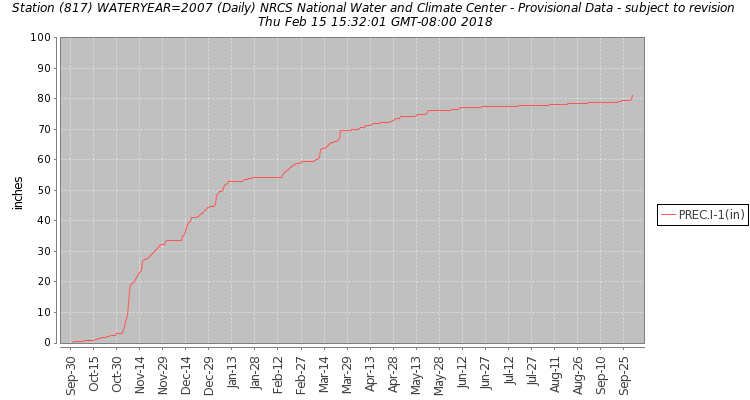 Station (817) WATERYEAR=2007 (Daily) NRCS National Water and Climate Center - Provisional Data - subject to revision
Thu Feb 15 15:32:01 GMT-08:00 2018
100
90
80
70
60
50
40
30
20
10
0
inches
PREC.I-1(in)
Sep-30
Oct-15
Oct-30
Nov-14
Nov-29
Dec-14
Dec-29
Jan-13
Jan-28
Feb-12
Feb-27
Mar-14
Mar-29
Apr-13
Apr-28
May-13
May-28
Jun-12
Jun-27
Jul-12
Jul-27
Aug-11
Aug-26
Sep-10
Sep-25